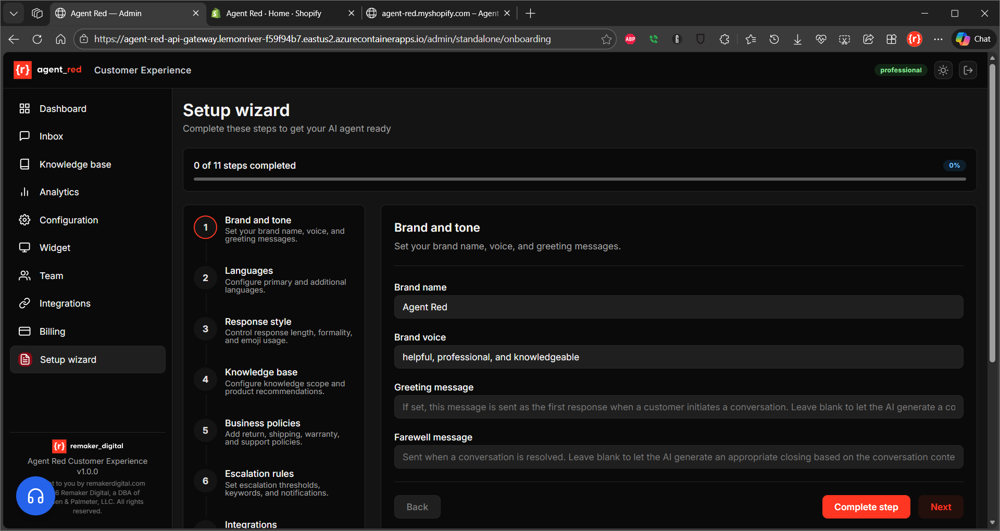 Agent Red — Admin
Agent Red · Home · Shopify
agent-red.myshopify.com – Agent
https://agent-red-api-gateway.lemonriver-f59f94b7.eastus2.azurecontainerapps.io/admin/standalone/onboarding
ABP
{r}
Chat
{r} agent_red
Customer Experience
professional
Dashboard
Inbox
Knowledge base
Analytics
Configuration
Widget
Team
Integrations
Billing
Setup wizard
{r} remaker_digital
Agent Red Customer Experience
v1.0.0
to you by remakerdigital.com
6 Remaker Digital, a DBA of
en & Palmeter, LLC. All rights
reserved.
Setup wizard
Complete these steps to get your AI agent ready
0 of 11 steps completed
0%
1
Brand and tone
Set your brand name, voice, and
greeting messages.
2
Languages
Configure primary and additional
languages.
3
Response style
Control response length, formality,
and emoji usage.
4
Knowledge base
Configure knowledge scope and
product recommendations.
5
Business policies
Add return, shipping, warranty,
and support policies.
6
Escalation rules
Set escalation thresholds,
keywords, and notifications.
Integrations
Brand and tone
Set your brand name, voice, and greeting messages.
Brand name
Agent Red
Brand voice
helpful, professional, and knowledgeable
Greeting message
If set, this message is sent as the first response when a customer initiates a conversation. Leave blank to let the AI generate a co
Farewell message
Sent when a conversation is resolved. Leave blank to let the AI generate an appropriate closing based on the conversation conte
Back
Complete step
Next